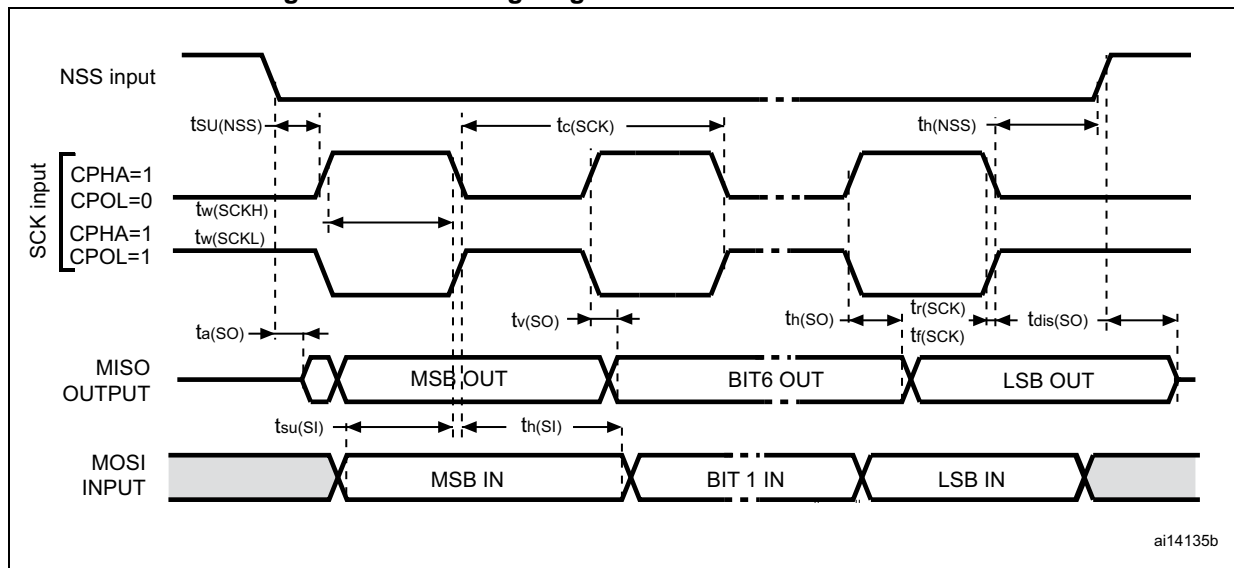 NSS input
tSU(NSS)
tc(SCK)
th(NSS)
SCK input
CPHA=1
CPOL=0
tw(SCKH)
CPHA=1
tw(SCKL)
CPOL=1
ta(SO)
tv(SO)
th(SO)
tr(SCK)
tf(SCK)
tdis(SO)
MISO
OUTPUT
MSB OUT
BIT6 OUT
LSB OUT
tsu(SI)
th(SI)
MOSI
INPUT
MSB IN
BIT 1 IN
LSB IN
ai14135b